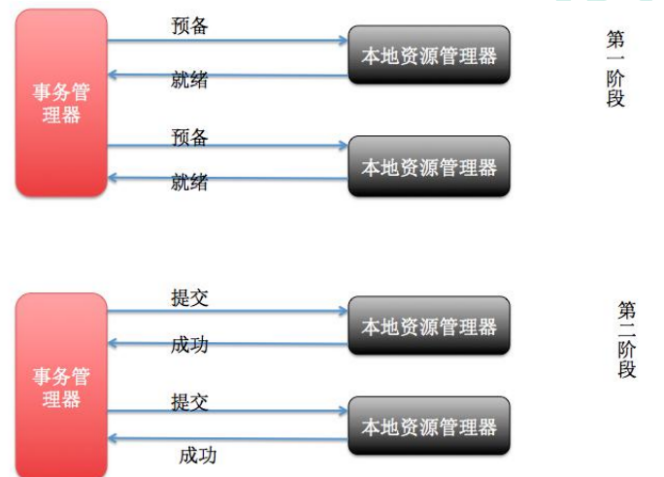 预备
本地资源管理器
就绪
事务管
理器
预备
本地资源管理器
就绪
第一阶段
提交
本地资源管理器
成功
事务管
理器
提交
本地资源管理器
成功
第二阶段